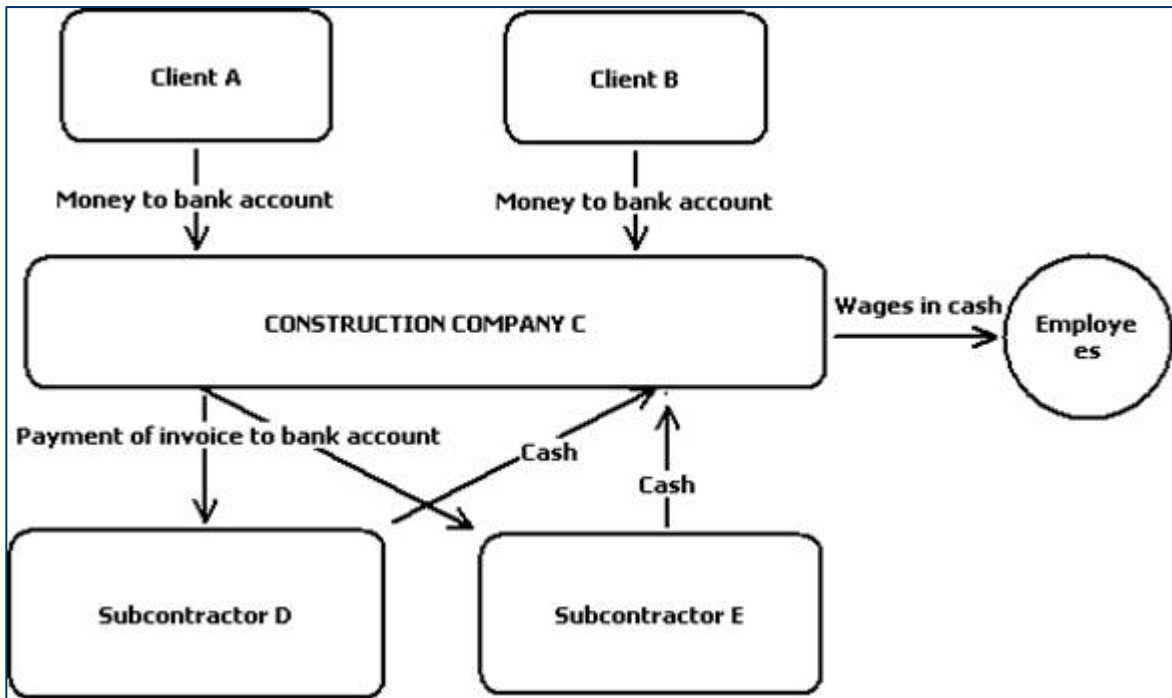 Client A
Client B
Money to bank account
Money to bank account
CONSTRUCTION COMPANY C
Wages in cash
Employe
es
Payment of invoice to bank account
Cash
Cash
Subcontractor D
Subcontractor E